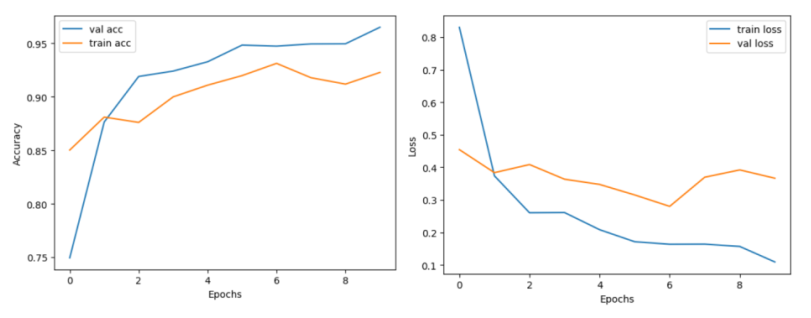 val acc
train acc
0.95
0.90
0.85
0.80
0.75
Accuracy
0 2 4 6 8
Epochs
train loss
val loss
0.8
0.7
0.6
0.5
0.4
0.3
0.2
0.1
Loss
0 2 4 6 8
Epochs